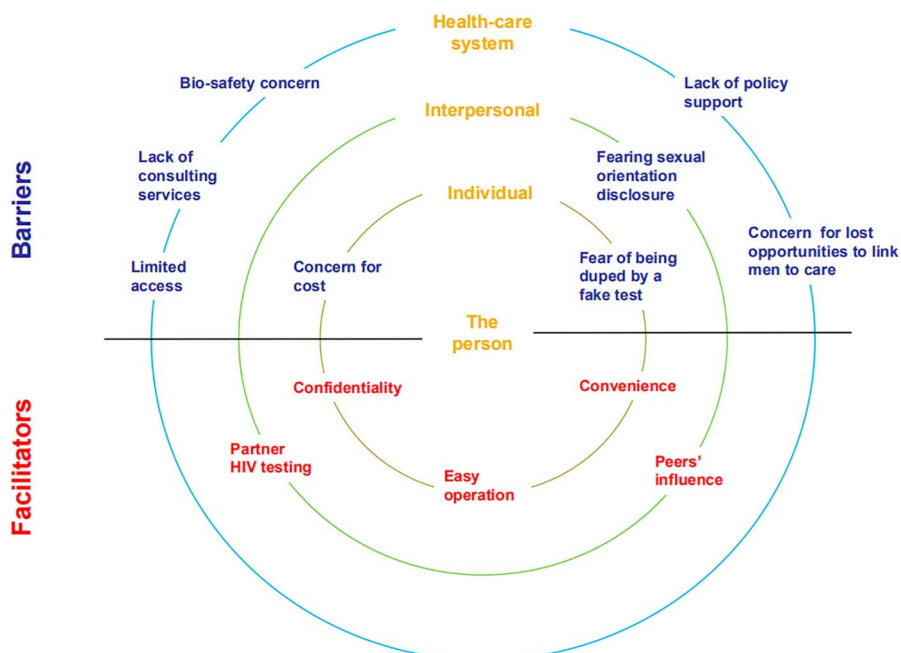 Health-care
system
Bio-safety concern
Lack of policy
support
Interpersonal
Lack of
consulting
services
Fearing sexual
orientation
disclosure
Individual
Barriers
Concern for lost
opportunities to link
men to care
Limited
access
Concern for
cost
Fear of being
duped by a
fake test
The
person
Confidentiality
Convenience
Facilitators
Partner
HIV testing
Easy
operation
Peers’
influence